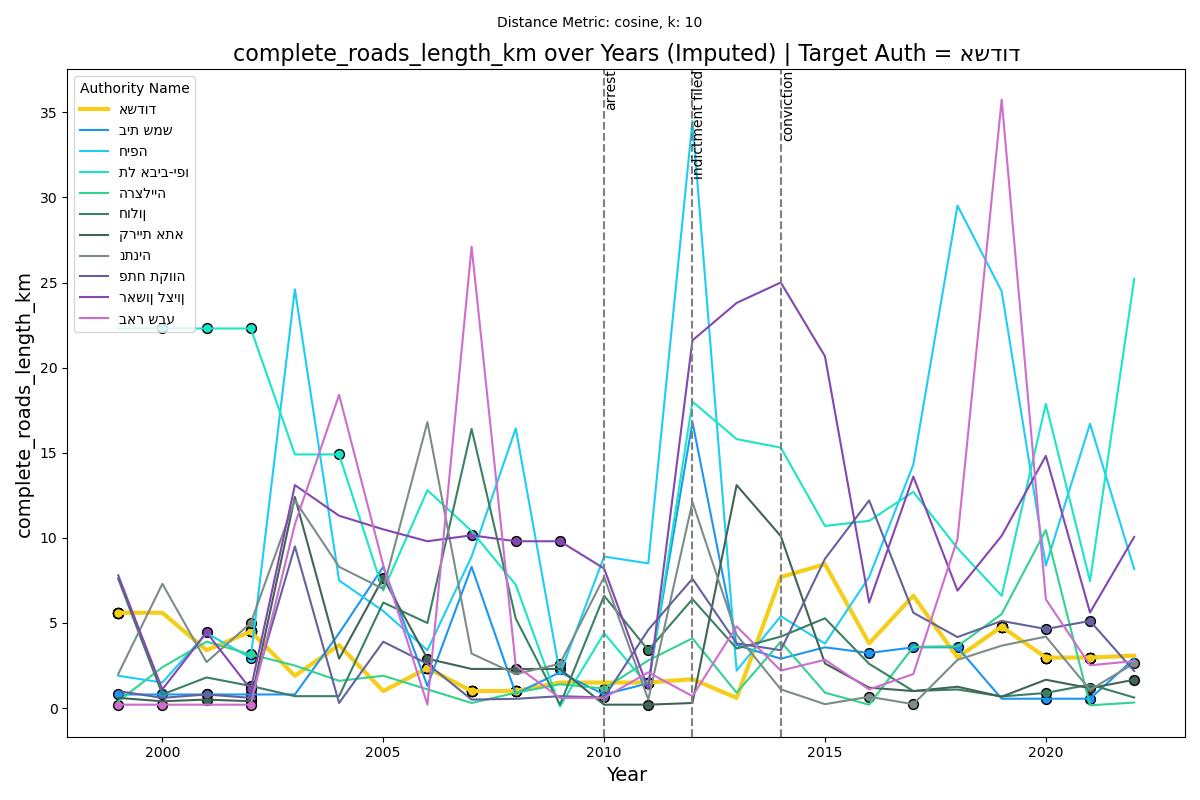 Distance Metric: cosine, k: 10
complete_roads_length_km over Years (Imputed) | Target Auth = אשדוד
Authority Name
אשדוד
בית שמש
חיפה
תל אביב-יפו
הרצלייה
חולון
קריית אתא
נתניה
פתח תקווה
ראשון לציון
באר שבע
arrest
indictment filed
conviction
complete_roads_length_km
35
30
25
20
15
10
5
0
2000
2005
2010
2015
2020
Year